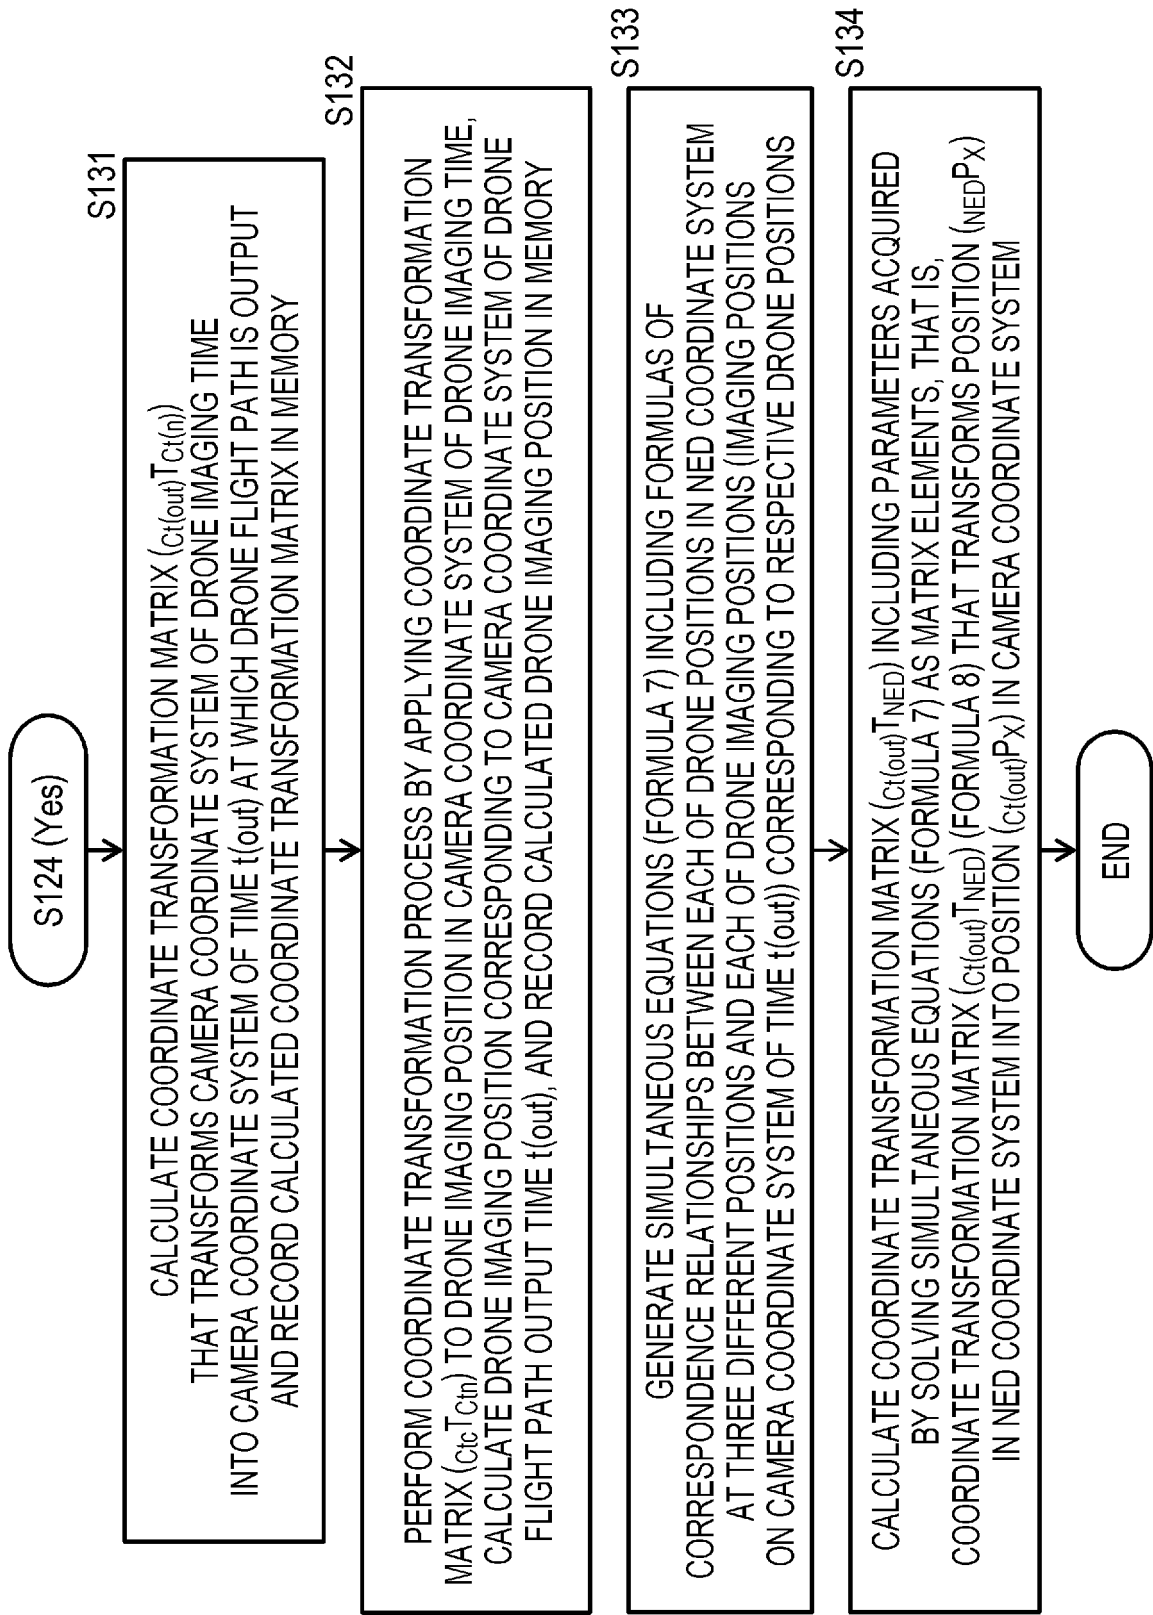 S124 (Yes)
S131
CALCULATE COORDINATE TRANSFORMATION MATRIX (Ct(out)TCt(n))
THAT TRANSFORMS CAMERA COORDINATE SYSTEM OF DRONE IMAGING TIME
INTO CAMERA COORDINATE SYSTEM OF TIME t(out) AT WHICH DRONE FLIGHT PATH IS OUTPUT
AND RECORD CALCULATED COORDINATE TRANSFORMATION MATRIX IN MEMORY
S132
PERFORM COORDINATE TRANSFORMATION PROCESS BY APPLYING COORDINATE TRANSFORMATION
MATRIX (CtcTCtn) TO DRONE IMAGING POSITION IN CAMERA COORDINATE SYSTEM OF DRONE IMAGING TIME,
CALCULATE DRONE IMAGING POSITION CORRESPONDING TO CAMERA COORDINATE SYSTEM OF DRONE
FLIGHT PATH OUTPUT TIME t(out), AND RECORD CALCULATED DRONE IMAGING POSITION IN MEMORY
S133
GENERATE SIMULTANEOUS EQUATIONS (FORMULA 7) INCLUDING FORMULAS OF
CORRESPONDENCE RELATIONSHIPS BETWEEN EACH OF DRONE POSITIONS IN NED COORDINATE SYSTEM
AT THREE DIFFERENT POSITIONS AND EACH OF DRONE IMAGING POSITIONS (IMAGING POSITIONS
ON CAMERA COORDINATE SYSTEM OF TIME t(out)) CORRESPONDING TO RESPECTIVE DRONE POSITIONS
S134
CALCULATE COORDINATE TRANSFORMATION MATRIX (Ct(out)TNED) INCLUDING PARAMETERS ACQUIRED
BY SOLVING SIMULTANEOUS EQUATIONS (FORMULA 7) AS MATRIX ELEMENTS, THAT IS,
COORDINATE TRANSFORMATION MATRIX (Ct(out)TNED) (FORMULA 8) THAT TRANSFORMS POSITION (NEDPX)
IN NED COORDINATE SYSTEM INTO POSITION (Ct(out)PX) IN CAMERA COORDINATE SYSTEM
END